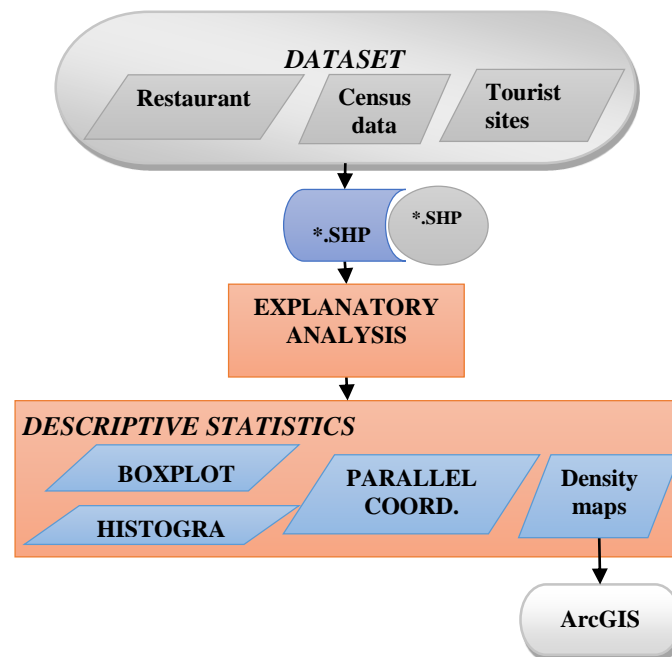 DATASET
Restaurant
Census
data
Tourist
sites
*.SHP
*.SHP
EXPLANATORY
ANALYSIS
DESCRIPTIVE STATISTICS
BOXPLOT
HISTOGRA
PARALLEL
COORD.
Density
maps
ArcGIS